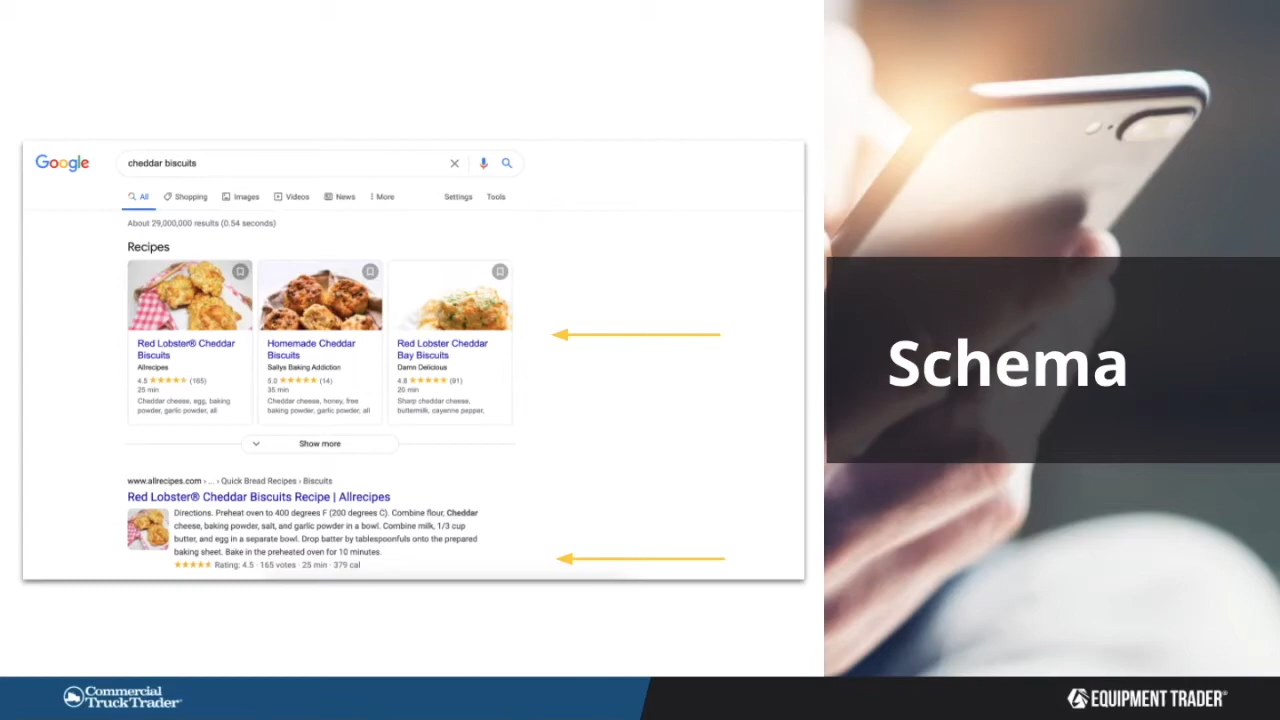 Google
cheddar biscuits
All Shopping Images Videos News More Settings Tools
About 29,000,000 results (0.54 seconds)
Recipes
Red Lobster® Cheddar
Biscuits
Allrecipes
4.5 (165)
25 min
Cheddar cheese, egg, baking
powder, garlic powder, all
Homemade Cheddar
Biscuits
Sallys Baking Addiction
5.0 (14)
35 min
Cheddar cheese, honey, free
baking powder, garlic powder, all
Red Lobster Cheddar
Bay Biscuits
Damn Delicious
4.8 (91)
20 min
Sharp cheddar cheese,
buttermilk, cayenne pepper,
Show more
www.allrecipes.com › ... › Quick Bread Recipes › Biscuits
Red Lobster® Cheddar Biscuits Recipe | Allrecipes
Directions. Preheat oven to 400 degrees F (200 degrees C). Combine flour, Cheddar
cheese, baking powder, salt, and garlic powder in a bowl. Combine milk, 1/3 cup
butter, and egg in a separate bowl. Drop batter by tablespoonfuls onto the prepared
baking sheet. Bake in the preheated oven for 10 minutes.
Rating: 4.5 · 165 votes · 25 min · 379 cal
Schema
Commercial
Truck Trader
EQUIPMENT TRADER®